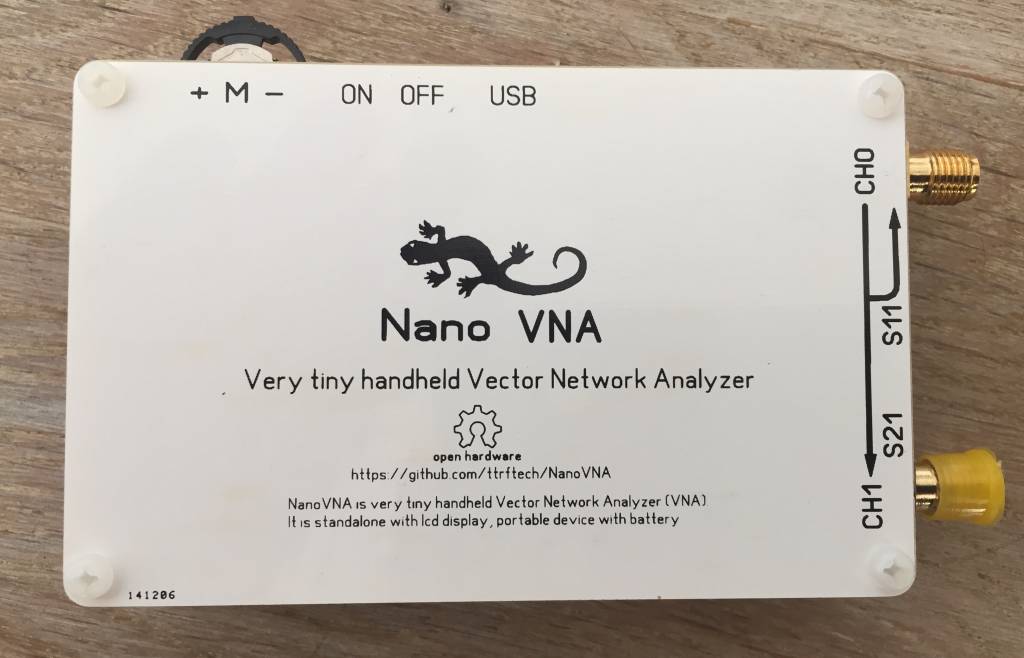 + M - ON OFF USB
CH0
S11
S21
CH1
Nano VNA
Very tiny handheld Vector Network Analyzer
open hardware
https://github.com/ttrftech/NanoVNA
NanoVNA is very tiny handheld Vector Network Analyzer (VNA)
It is standalone with lcd display, portable device with battery
141206